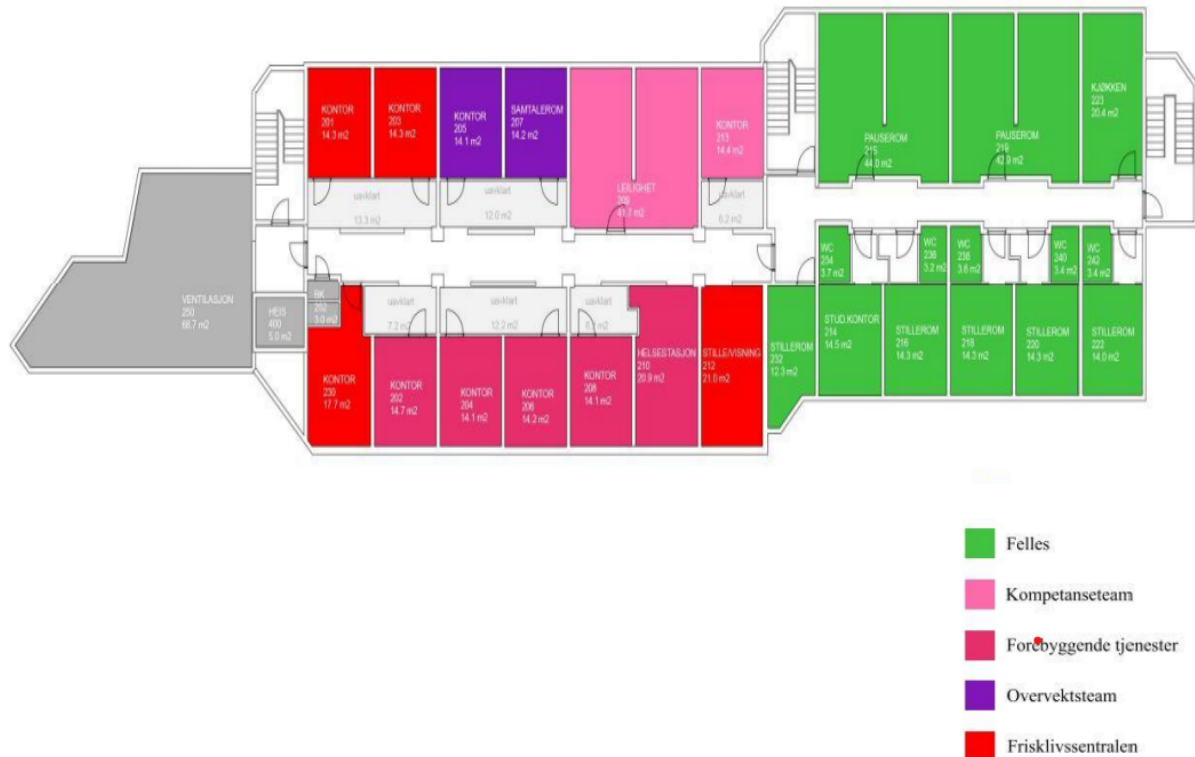 KONTOR
201
14.3 m2
KONTOR
203
14.3 m2
KONTOR
205
14.1 m2
SAMTALEROM
207
14.2 m2
KONTOR
213
14.4 m2
PAUSEROM
215
44.0 m2
PAUSEROM
219
42.9 m2
KJØKKEN
223
20.4 m2
uavklart
13.3 m2
uavklart
12.0 m2
LEILIGHET
209
41.7 m2
uavklart
6.2 m2
WC
234
3.7 m2
WC
236
3.2 m2
WC
238
3.6 m2
WC
240
3.4 m2
WC
242
3.4 m2
VENTILASJON
250
68.7 m2
HEIS
400
5.0 m2
BK
3.0 m2
uavklart
7.2 m2
uavklart
12.2 m2
uavklart
KONTOR
230
17.7 m2
KONTOR
202
14.7 m2
KONTOR
204
14.1 m2
KONTOR
206
14.2 m2
KONTOR
208
14.1 m2
HELSESTASJON
210
20.9 m2
STILLE/VISNING
212
21.0 m2
STILLEROM
232
12.3 m2
STUD.KONTOR
214
14.5 m2
STILLEROM
216
14.3 m2
STILLEROM
218
14.3 m2
STILLEROM
220
14.3 m2
STILLEROM
222
14.0 m2
Felles
Kompetanseteam
Forebyggende tjenester
Overvektsteam
Frisklivssentralen